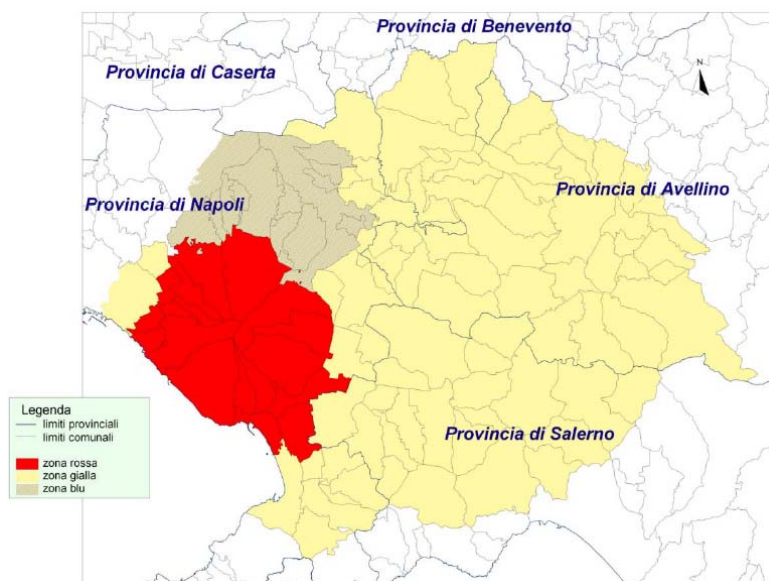 Provincia di Benevento
Provincia di Caserta
N
Provincia di Avellino
Provincia di Napoli
Legenda
limiti provinciali
limiti comunali
Provincia di Salerno
zona rossa
zona gialla
zona blu